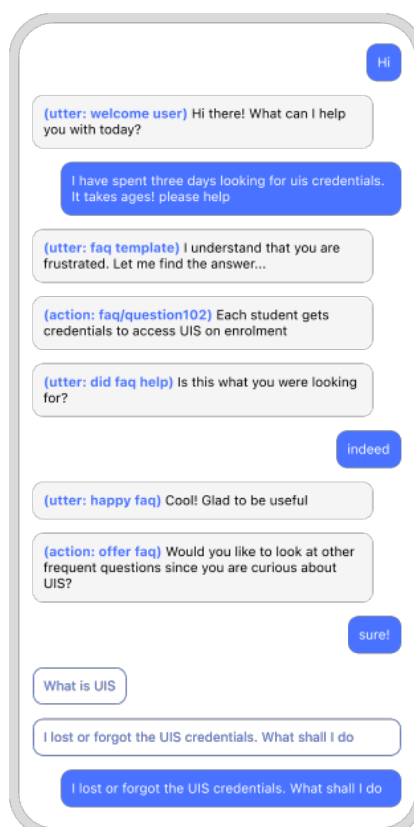 Hi
(utter: welcome user) Hi there! What can I help
you with today?
I have spent three days looking for uis credentials.
It takes ages! please help
(utter: faq template) I understand that you are
frustrated. Let me find the answer...
(action: faq/question102) Each student gets
credentials to access UIS on enrolment
(utter: did faq help) Is this what you were looking
for?
indeed
(utter: happy faq) Cool! Glad to be useful
(action: offer faq) Would you like to look at other
frequent questions since you are curious about
UIS?
sure!
What is UIS
I lost or forgot the UIS credentials. What shall I do
I lost or forgot the UIS credentials. What shall I do